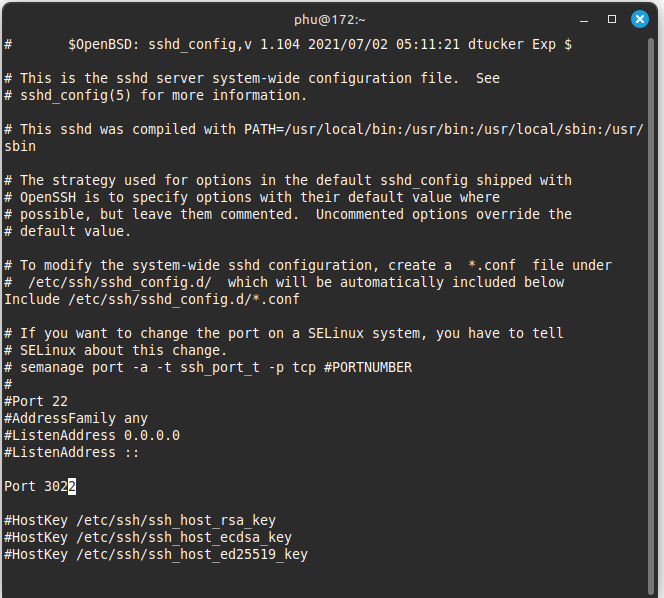 phu@172:~
#       $OpenBSD: sshd_config,v 1.104 2021/07/02 05:11:21 dtucker Exp $
# This is the sshd server system-wide configuration file.  See
# sshd_config(5) for more information.
# This sshd was compiled with PATH=/usr/local/bin:/usr/bin:/usr/local/sbin:/usr/
sbin
# The strategy used for options in the default sshd_config shipped with
# OpenSSH is to specify options with their default value where
# possible, but leave them commented.  Uncommented options override the
# default value.
# To modify the system-wide sshd configuration, create a  *.conf  file under
#  /etc/ssh/sshd_config.d/  which will be automatically included below
Include /etc/ssh/sshd_config.d/*.conf
# If you want to change the port on a SELinux system, you have to tell
# SELinux about this change.
# semanage port -a -t ssh_port_t -p tcp #PORTNUMBER
#
#Port 22
#AddressFamily any
#ListenAddress 0.0.0.0
#ListenAddress ::
Port 3022
#HostKey /etc/ssh/ssh_host_rsa_key
#HostKey /etc/ssh/ssh_host_ecdsa_key
#HostKey /etc/ssh/ssh_host_ed25519_key